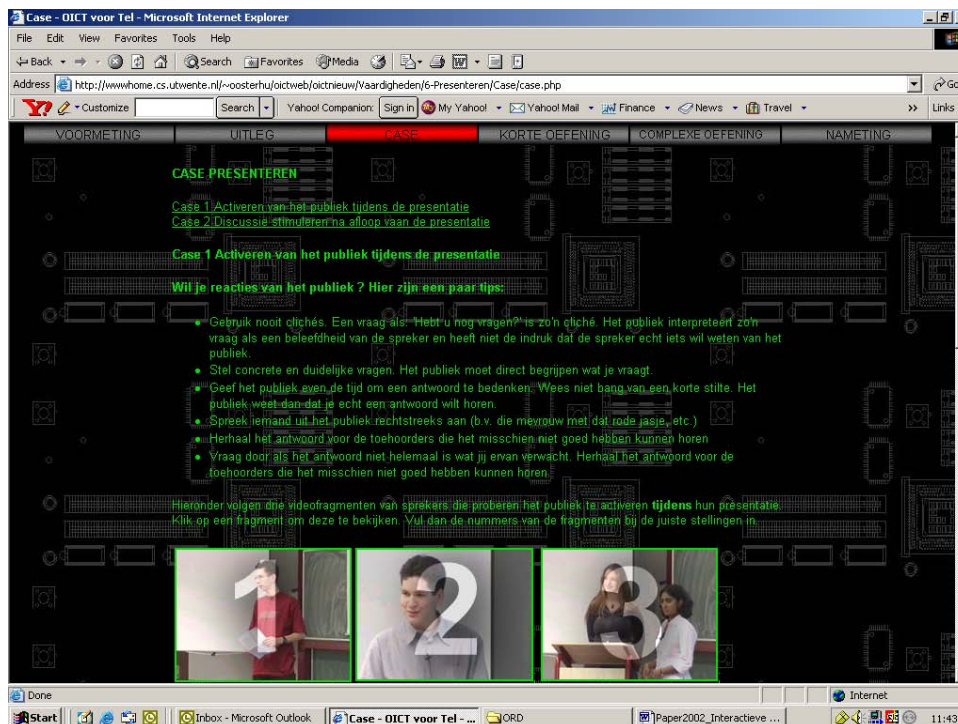 Case - OICT voor Tel - Microsoft Internet Explorer
File Edit View Favorites Tools Help
Back Search Favorites Media
Address http://wwwhome.cs.utwente.nl/~oosterhu/oictweb/oictnieuw/Vaardigheden/6-Presenteren/Case/case.php Go
Y! Customize Search Yahoo! Companion: Sign in My Yahoo! Yahoo! Mail Finance News Travel >> Links
VOORMETING UITLEG CASE KORTE OEFENING COMPLEXE OEFENING NAMETING
CASE PRESENTEREN
Case 1 Activeren van het publiek tijdens de presentatie
Case 2 Discussie stimuleren na afloop vaan de presentatie
Case 1 Activeren van het publiek tijdens de presentatie
Wil je reacties van het publiek ? Hier zijn een paar tips:
Gebruik nooit clichés. Een vraag als: 'Hebt u nog vragen?' is zo'n cliché. Het publiek interpreteert zo'n
vraag als een beleefdheid van de spreker en heeft niet de indruk dat de spreker echt iets wil weten van het
publiek.
Stel concrete en duidelijke vragen. Het publiek moet direct begrijpen wat je vraagt.
Geef het publiek even de tijd om een antwoord te bedenken. Wees niet bang van een korte stilte. Het
publiek weet dan dat je echt een antwoord wilt horen.
Spreek iemand uit het publiek rechtstreeks aan (b.v. die mevrouw met dat rode jasje, etc.)
Herhaal het antwoord voor de toehoorders die het misschien niet goed hebben kunnen horen
Vraag door als het antwoord niet helemaal is wat jij ervan verwacht. Herhaal het antwoord voor de
toehoorders die het misschien niet goed hebben kunnen horen
Hieronder volgen drie videofragmenten van sprekers die proberen het publiek te activeren tijdens hun presentatie.
Klik op een fragment om deze te bekijken. Vul dan de nummers van de fragmenten bij de juiste stellingen in.
1 2 3
Done Internet
Start Inbox - Microsoft Outlook Case - OICT voor Tel - ... ORD Paper2002_Interactieve ... 11:43